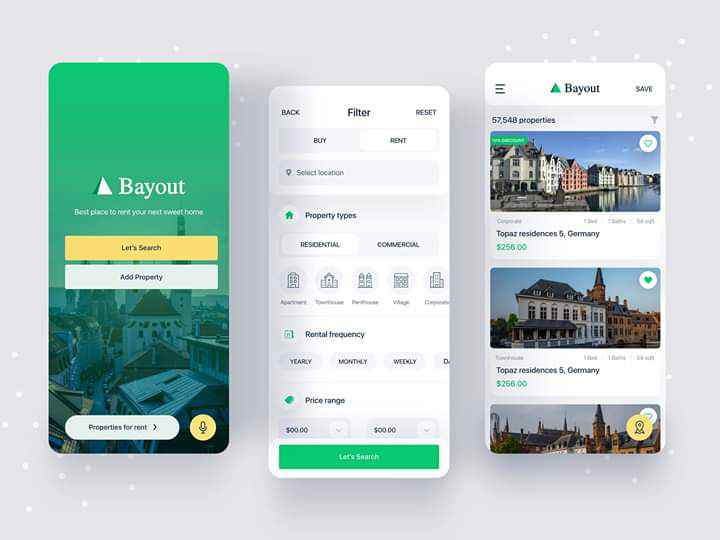 Bayout
Best place to rent your next sweet home
Let's Search
Add Property
Properties for rent
BACK
Filter
RESET
BUY
RENT
Select location
Property types
RESIDENTIAL
COMMERCIAL
Apartment
Townhouse
Penthouse
Village
Corporate
Rental frequency
YEARLY
MONTHLY
WEEKLY
DA
Price range
$00.00
$00.00
Let's Search
Bayout
SAVE
57,548 properties
10% DISCOUNT
Corporate
1 Bed
1 Baths
54 sqft
Topaz residences 5, Germany
$256.00
Townhouse
1 Bed
1 Baths
54 sqft
Topaz residences 5, Germany
$256.00